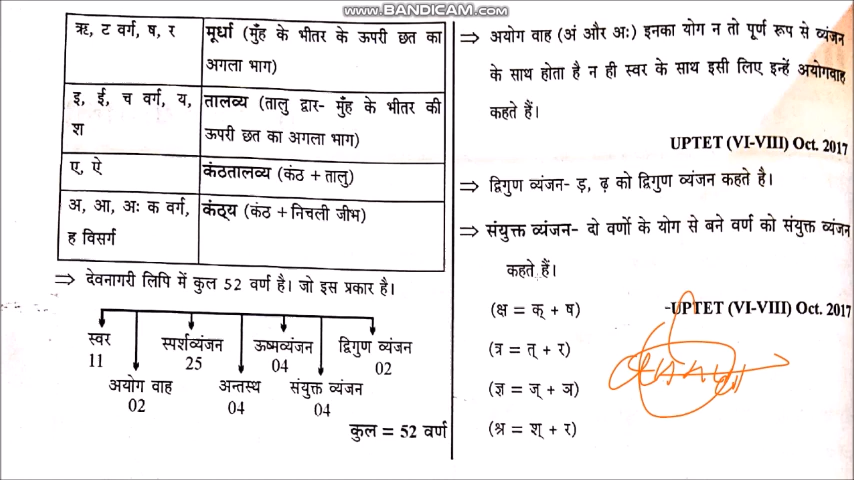 WWW.BANDICAM.COM
ऋ, ट वर्ग, ष, र
मूर्धा (मुँह के भीतर के ऊपरी छत का
अगला भाग)
इ, ई, च वर्ग, य,
श
तालव्य (तालु द्वार- मुँह के भीतर की
ऊपरी छत का अगला भाग)
ए, ऐ
कंठतालव्य (कंठ + तालु)
अ, आ, अः क वर्ग,
ह विसर्ग
कंठ्य (कंठ + निचली जीभ)
⇒ देवनागरी लिपि में कुल 52 वर्ण है। जो इस प्रकार है।
स्वर
11
अयोग वाह
02
स्पर्शव्यंजन
25
अन्तस्थ
04
ऊष्मव्यंजन
04
संयुक्त व्यंजन
04
द्विगुण व्यंजन
02
कुल = 52 वर्ण
⇒ अयोग वाह (अं और अः) इनका योग न तो पूर्ण रूप से व्यंजन
के साथ होता है न ही स्वर के साथ इसी लिए इन्हें अयोगवाह
कहते हैं।
UPTET (VI-VIII) Oct. 2017
⇒ द्विगुण व्यंजन- ड़, ढ़ को द्विगुण व्यंजन कहते है।
⇒ संयुक्त व्यंजन- दो वर्णो के योग से बने वर्ण को संयुक्त व्यंजन
कहते हैं।
(क्ष = क् + ष)
-UPTET (VI-VIII) Oct. 2017
(त्र = त् + र)
(ज्ञ = ज् + ञ)
(श्र = श् + र)